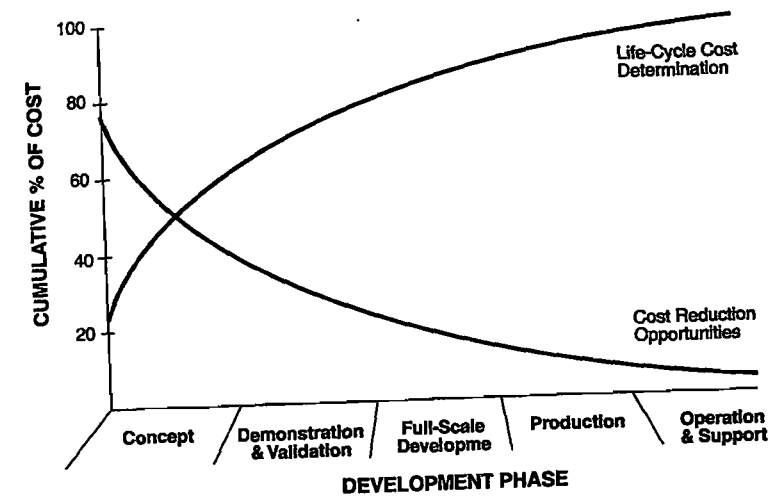 100
80
60
40
20
CUMULATIVE % OF COST
Life-Cycle Cost
Determination
Cost Reduction
Opportunities
Concept
Demonstration
& Validation
Full-Scale
Developme
Production
Operation
& Support
DEVELOPMENT PHASE